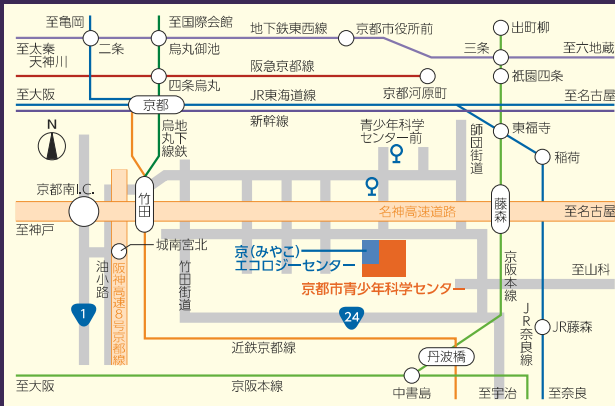 至亀岡
至国際会館
地下鉄東西線
京都市役所前
出町柳
至太秦
天神川
二条
烏丸御池
三条
至六地蔵
阪急京都線
四条烏丸
京都河原町
祇園四条
至大阪
京都
JR東海道線
至名古屋
新幹線
N
烏丸線
地下鉄
青少年科学
センター前
師団街道
東福寺
稲荷
京都南I.C.
竹田
藤森
名神高速道路
至名古屋
至神戸
城南宮北
京(みやこ)
エコロジーセンター
京都市青少年科学センター
油小路
阪神高速8号京都線
竹田街道
京阪本線
至山科
1
24
JR奈良線
JR藤森
近鉄京都線
丹波橋
至大阪
京阪本線
中書島
至宇治
至奈良